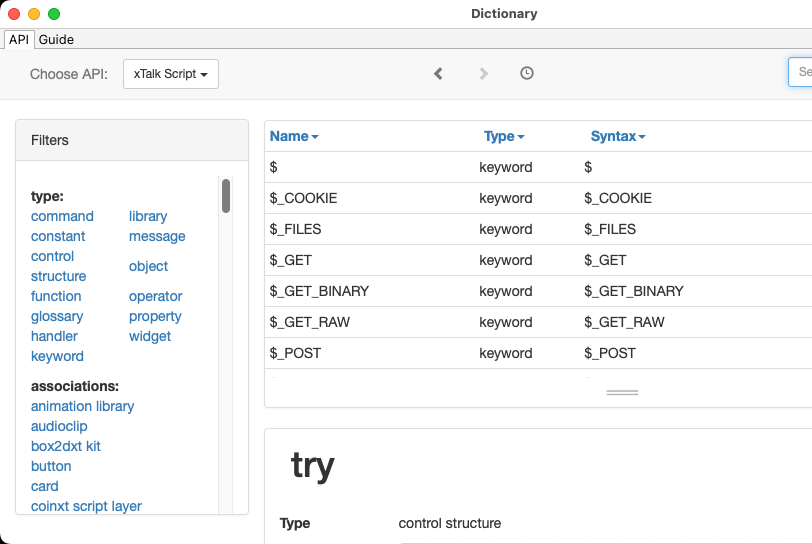 Dictionary
API Guide
Choose API: xTalk Script
Filters
type:
command library
constant message
control structure object
function operator
glossary property
handler widget
keyword
associations:
animation library
audioclip
box2dxt kit
button
card
coinxt script layer
Name Type Syntax
$ keyword $
$_COOKIE keyword $_COOKIE
$_FILES keyword $_FILES
$_GET keyword $_GET
$_GET_BINARY keyword $_GET_BINARY
$_GET_RAW keyword $_GET_RAW
$_POST keyword $_POST
try
Type control structure